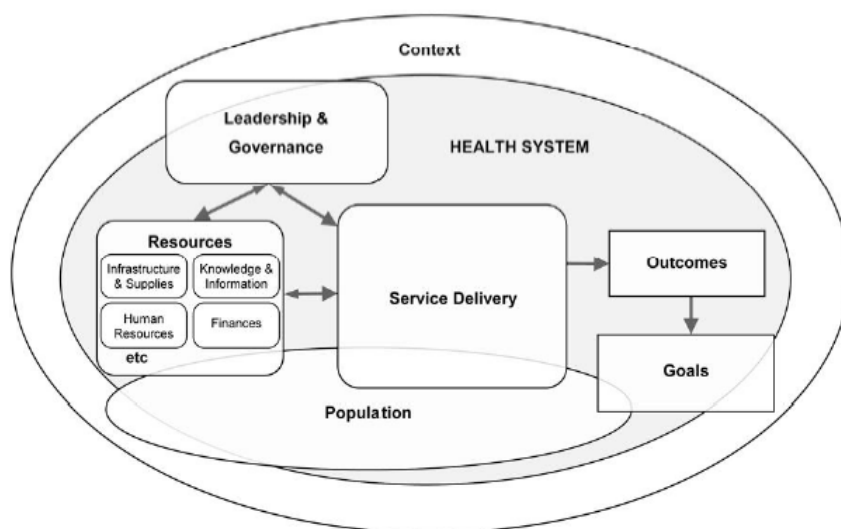 Context
Leadership &
Governance
HEALTH SYSTEM
Resources
Infrastructure
& Supplies
Knowledge &
Information
Human
Resources
Finances
etc
Service Delivery
Outcomes
Goals
Population